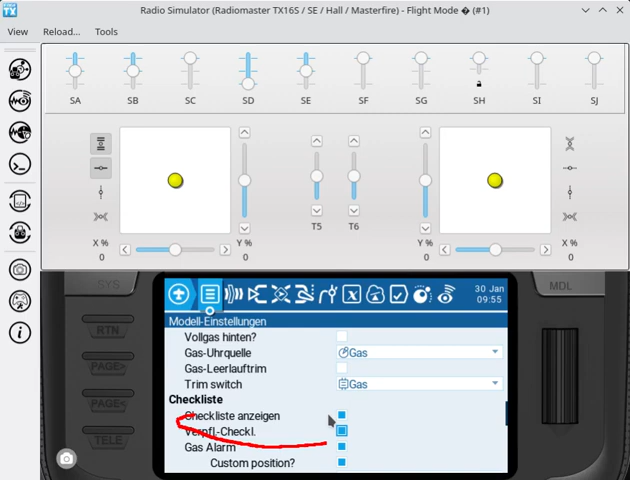 Radio Simulator (Radiomaster TX16S / SE / Hall / Masterfire) - Flight Mode � (#1)
View Reload... Tools
SA SB SC SD SE SF SG SH SI SJ
T5 T6
X % Y % Y % X %
0 0 0 0
SYS
MDL
RTN
PAGE>
PAGE<
TELE
30 Jan
09:55
Modell-Einstellungen
Vollgas hinten?
Gas-Uhrquelle Gas
Gas-Leerlauftrim
Trim switch Gas
Checkliste
Checkliste anzeigen
Verpfl.-Checkl.
Gas Alarm
Custom position?